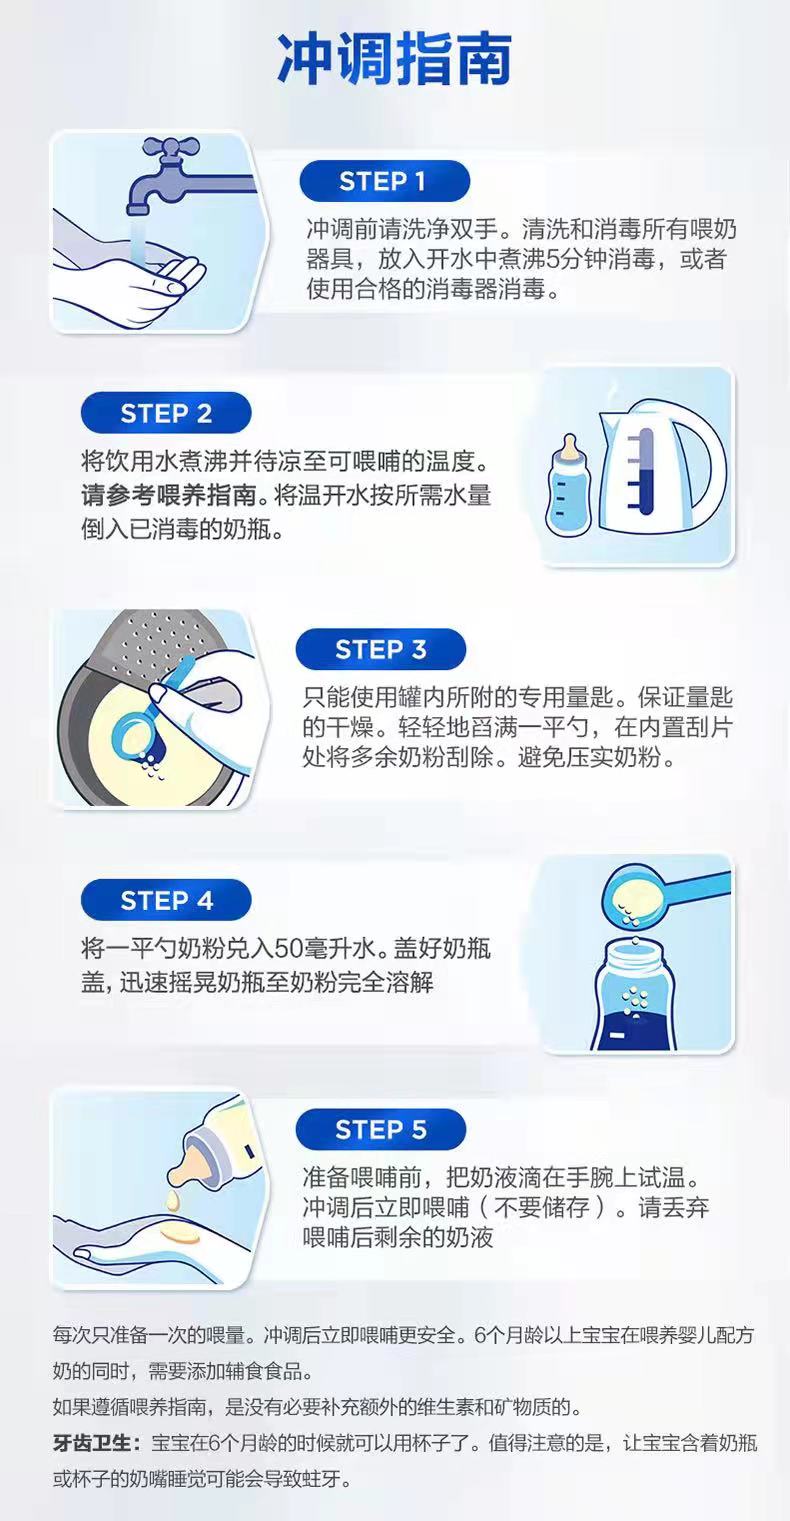 冲调指南
STEP 1
冲调前请洗净双手。清洗和消毒所有喂奶
器具，放入开水中煮沸5分钟消毒，或者
使用合格的消毒器消毒。
STEP 2
将饮用水煮沸并待凉至可喂哺的温度。
请参考喂养指南。将温开水按所需水量
倒入已消毒的奶瓶。
STEP 3
只能使用罐内所附的专用量匙。保证量匙
的干燥。轻轻地舀满一平勺，在内置刮片
处将多余奶粉刮除。避免压实奶粉。
STEP 4
将一平勺奶粉兑入50毫升水。盖好奶瓶
盖，迅速摇晃奶瓶至奶粉完全溶解
STEP 5
准备喂哺前，把奶液滴在手腕上试温。
冲调后立即喂哺（不要储存）。请丢弃
喂哺后剩余的奶液
每次只准备一次的喂量。冲调后立即喂哺更安全。6个月龄以上宝宝在喂养婴儿配方
奶的同时，需要添加辅食食品。
如果遵循喂养指南，是没有必要补充额外的维生素和矿物质的。
牙齿卫生：宝宝在6个月龄的时候就可以用杯子了。值得注意的是，让宝宝含着奶瓶
或杯子的奶嘴睡觉可能会导致蛀牙。